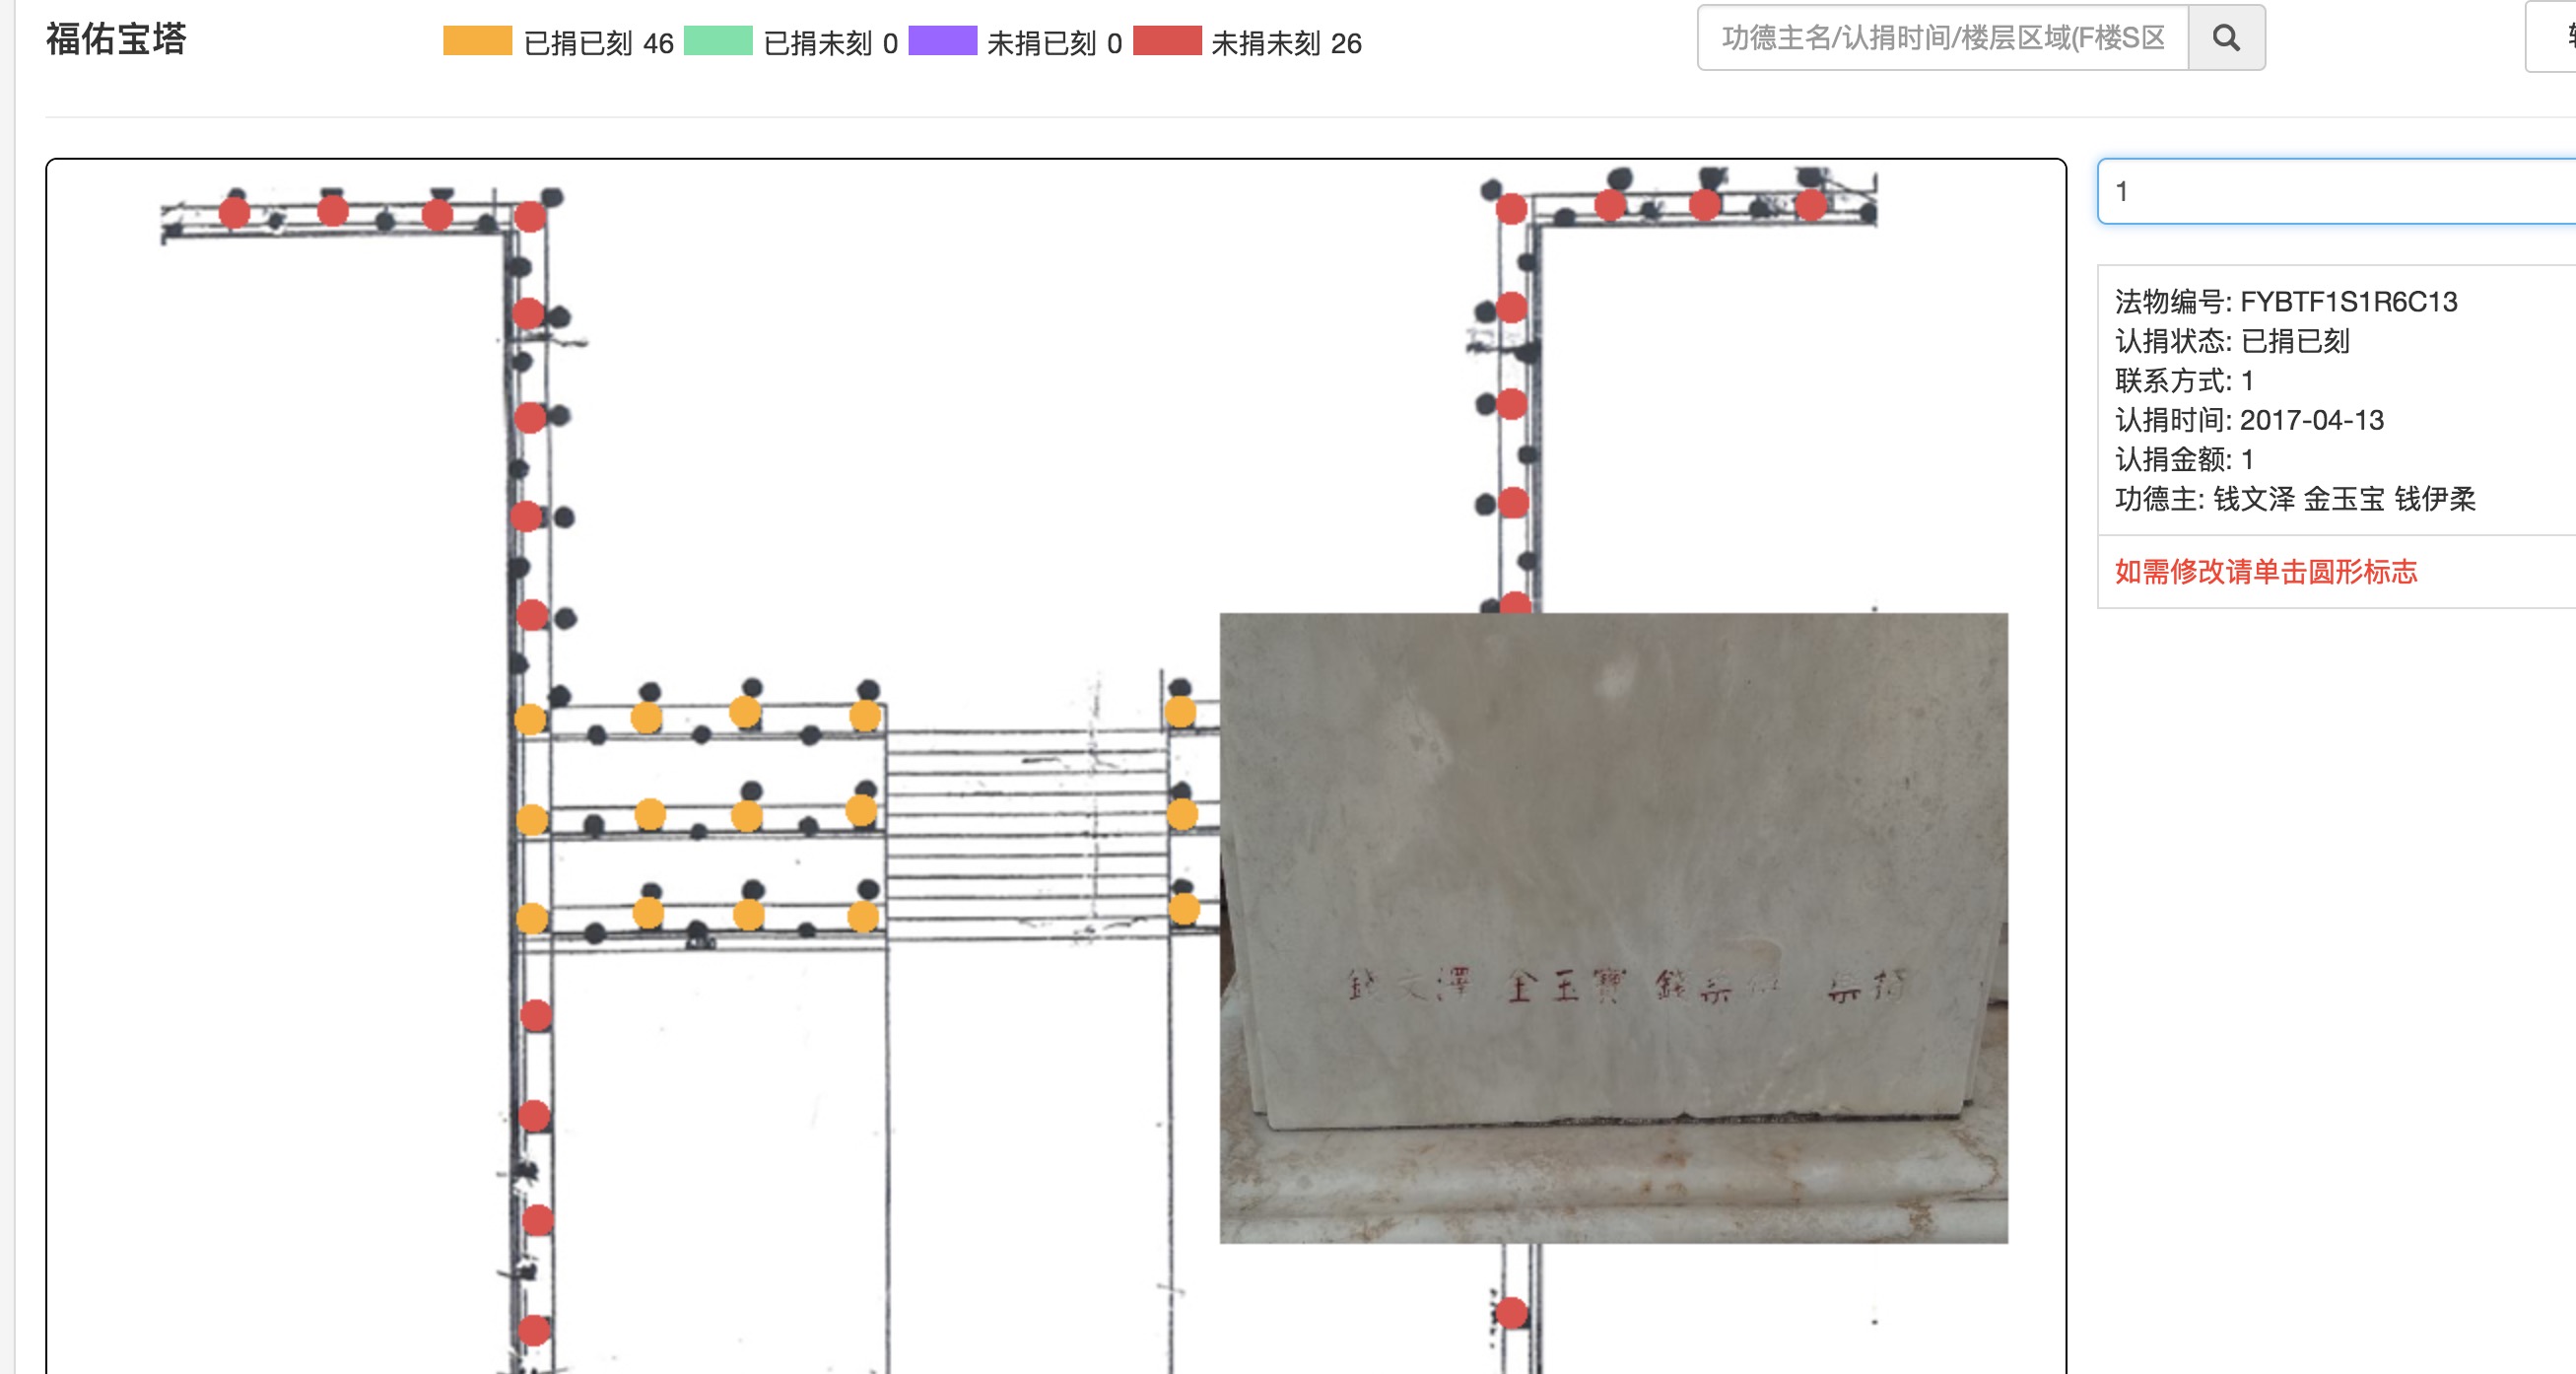 福佑宝塔
已捐已刻 46 已捐未刻 0 未捐已刻 0 未捐未刻 26
功德主名/认捐时间/楼层区域(F楼S区
1
法物编号: FYBTF1S1R6C13
认捐状态: 已捐已刻
联系方式: 1
认捐时间: 2017-04-13
认捐金额: 1
功德主: 钱文泽 金玉宝 钱伊柔
如需修改请单击圆形标志
錢文澤 金玉寶 錢